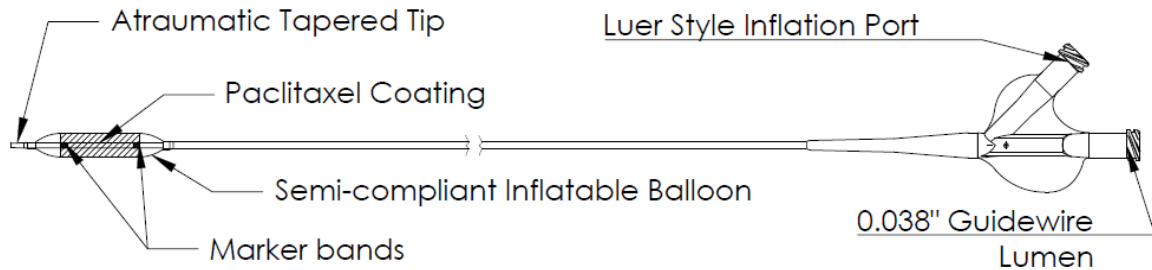 Atraumatic Tapered Tip
Luer Style Inflation Port
Paclitaxel Coating
Semi-compliant Inflatable Balloon
0.038" Guidewire
Lumen
Marker bands